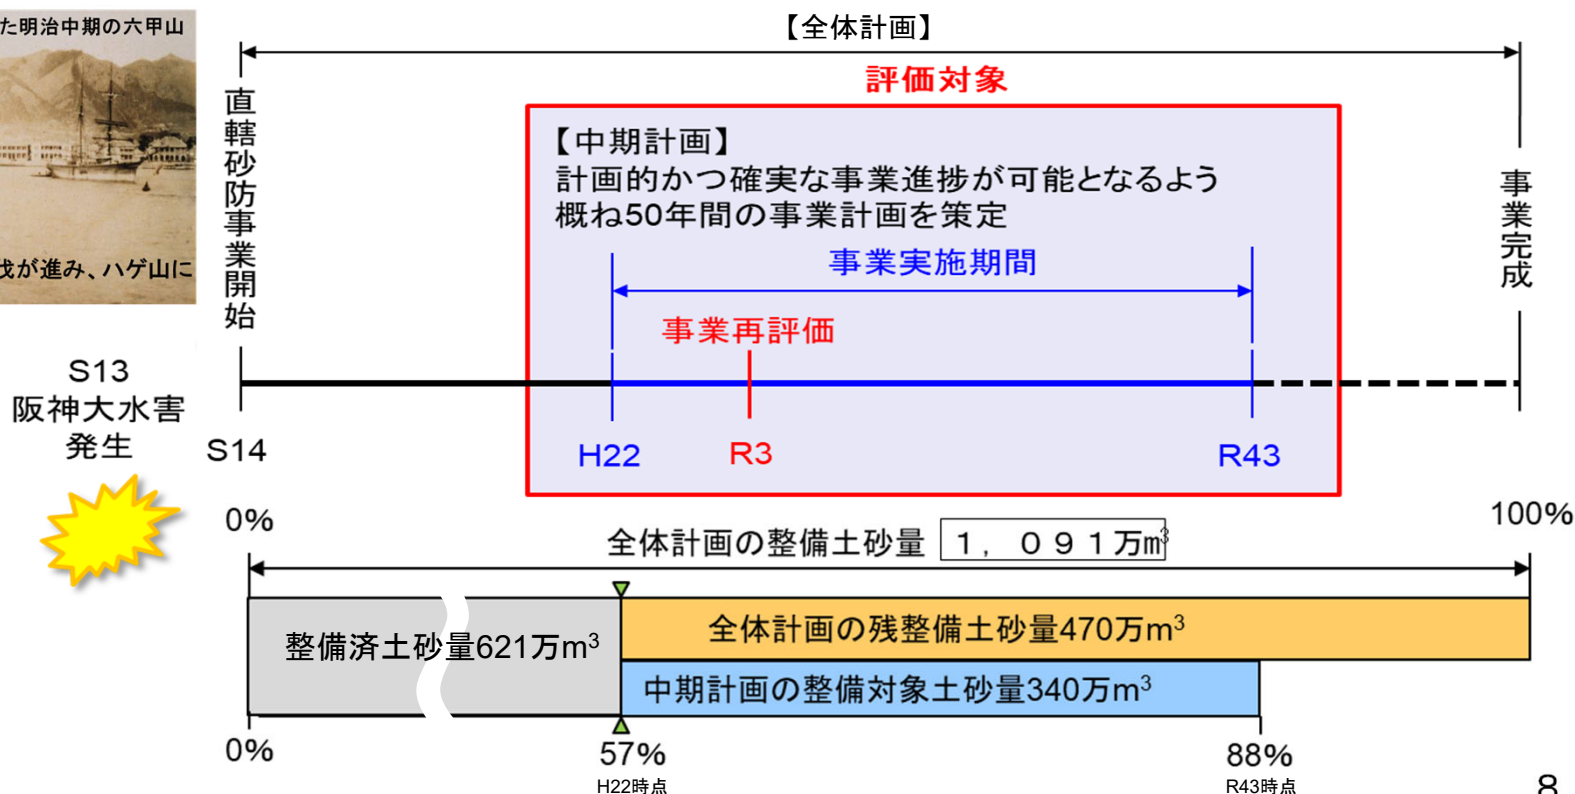 た明治中期の六甲山
伐が進み、ハゲ山に
【全体計画】
評価対象
直轄砂防事業開始
【中期計画】
計画的かつ確実な事業進捗が可能となるよう
概ね50年間の事業計画を策定
事業実施期間
事業再評価
事業完成
S13
阪神大水害
発生
S14
H22
R3
R43
0%
100%
全体計画の整備土砂量 1，091万m³
整備済土砂量621万m³
全体計画の残整備土砂量470万m³
中期計画の整備対象土砂量340万m³
0%
57%
88%
H22時点
R43時点
8